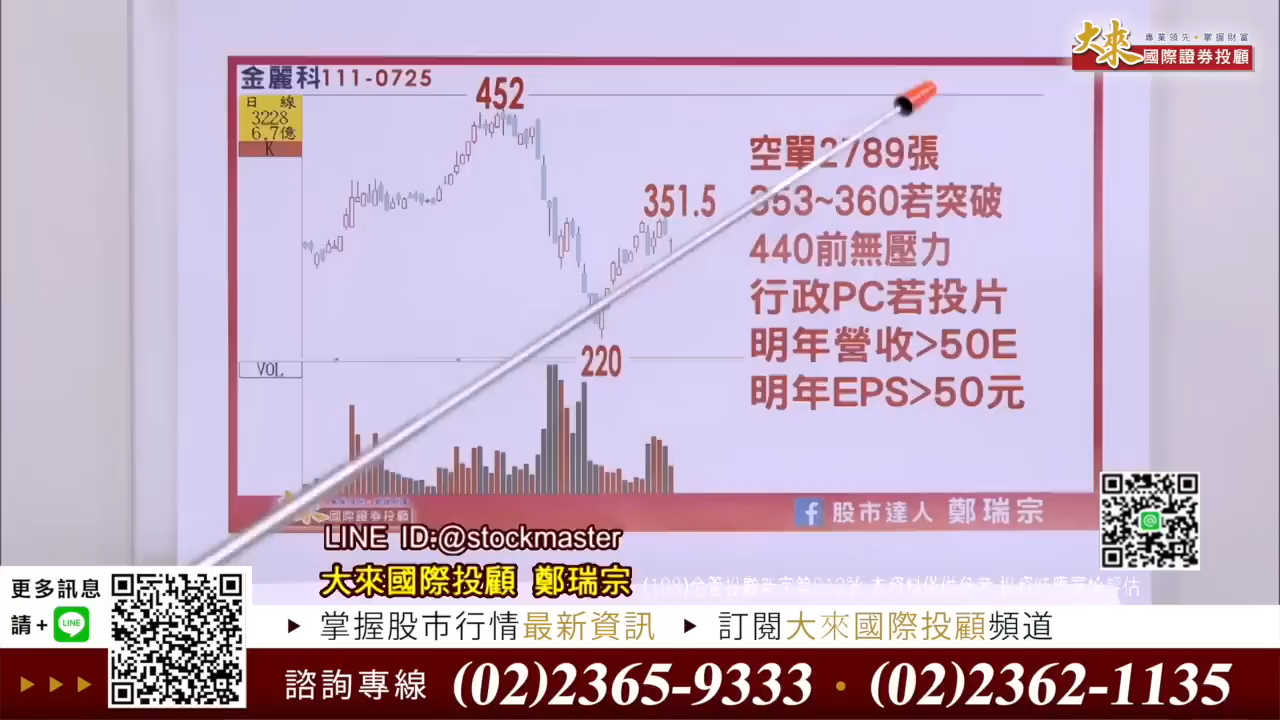 專業領先•掌握財富
大來
國際證券投顧
金麗科111-0725
日 線
3228
6.7億
K
452
351.5
220
VOL
空單2789張
353~360若突破
440前無壓力
行政PC若投片
明年營收>50E
明年EPS>50元
國際證券投顧
f 股市達人 鄭瑞宗
LINE ID:@stockmaster
大來國際投顧 鄭瑞宗
更多訊息
請+ LINE
▶ 掌握股市行情最新資訊 ▶ 訂閱大來國際投顧頻道
諮詢專線 (02)2365-9333 • (02)2362-1135